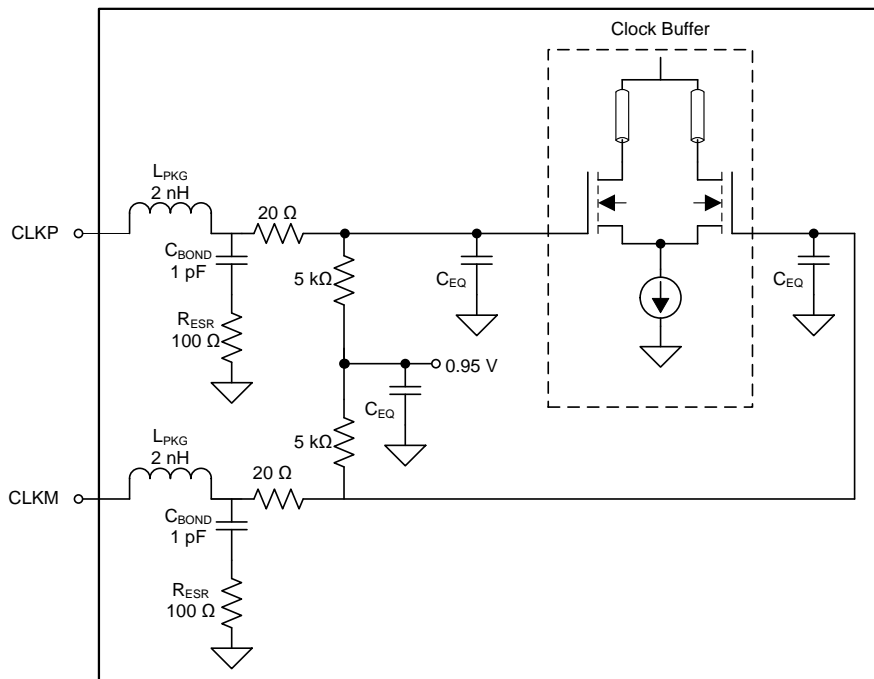 Clock Buffer
L_PKG
2 nH
20 Ω
CLKP
C_BOND
1 pF
5 kΩ
C_EQ
C_EQ
R_ESR
100 Ω
0.95 V
C_EQ
5 kΩ
L_PKG
2 nH
20 Ω
CLKM
C_BOND
1 pF
R_ESR
100 Ω